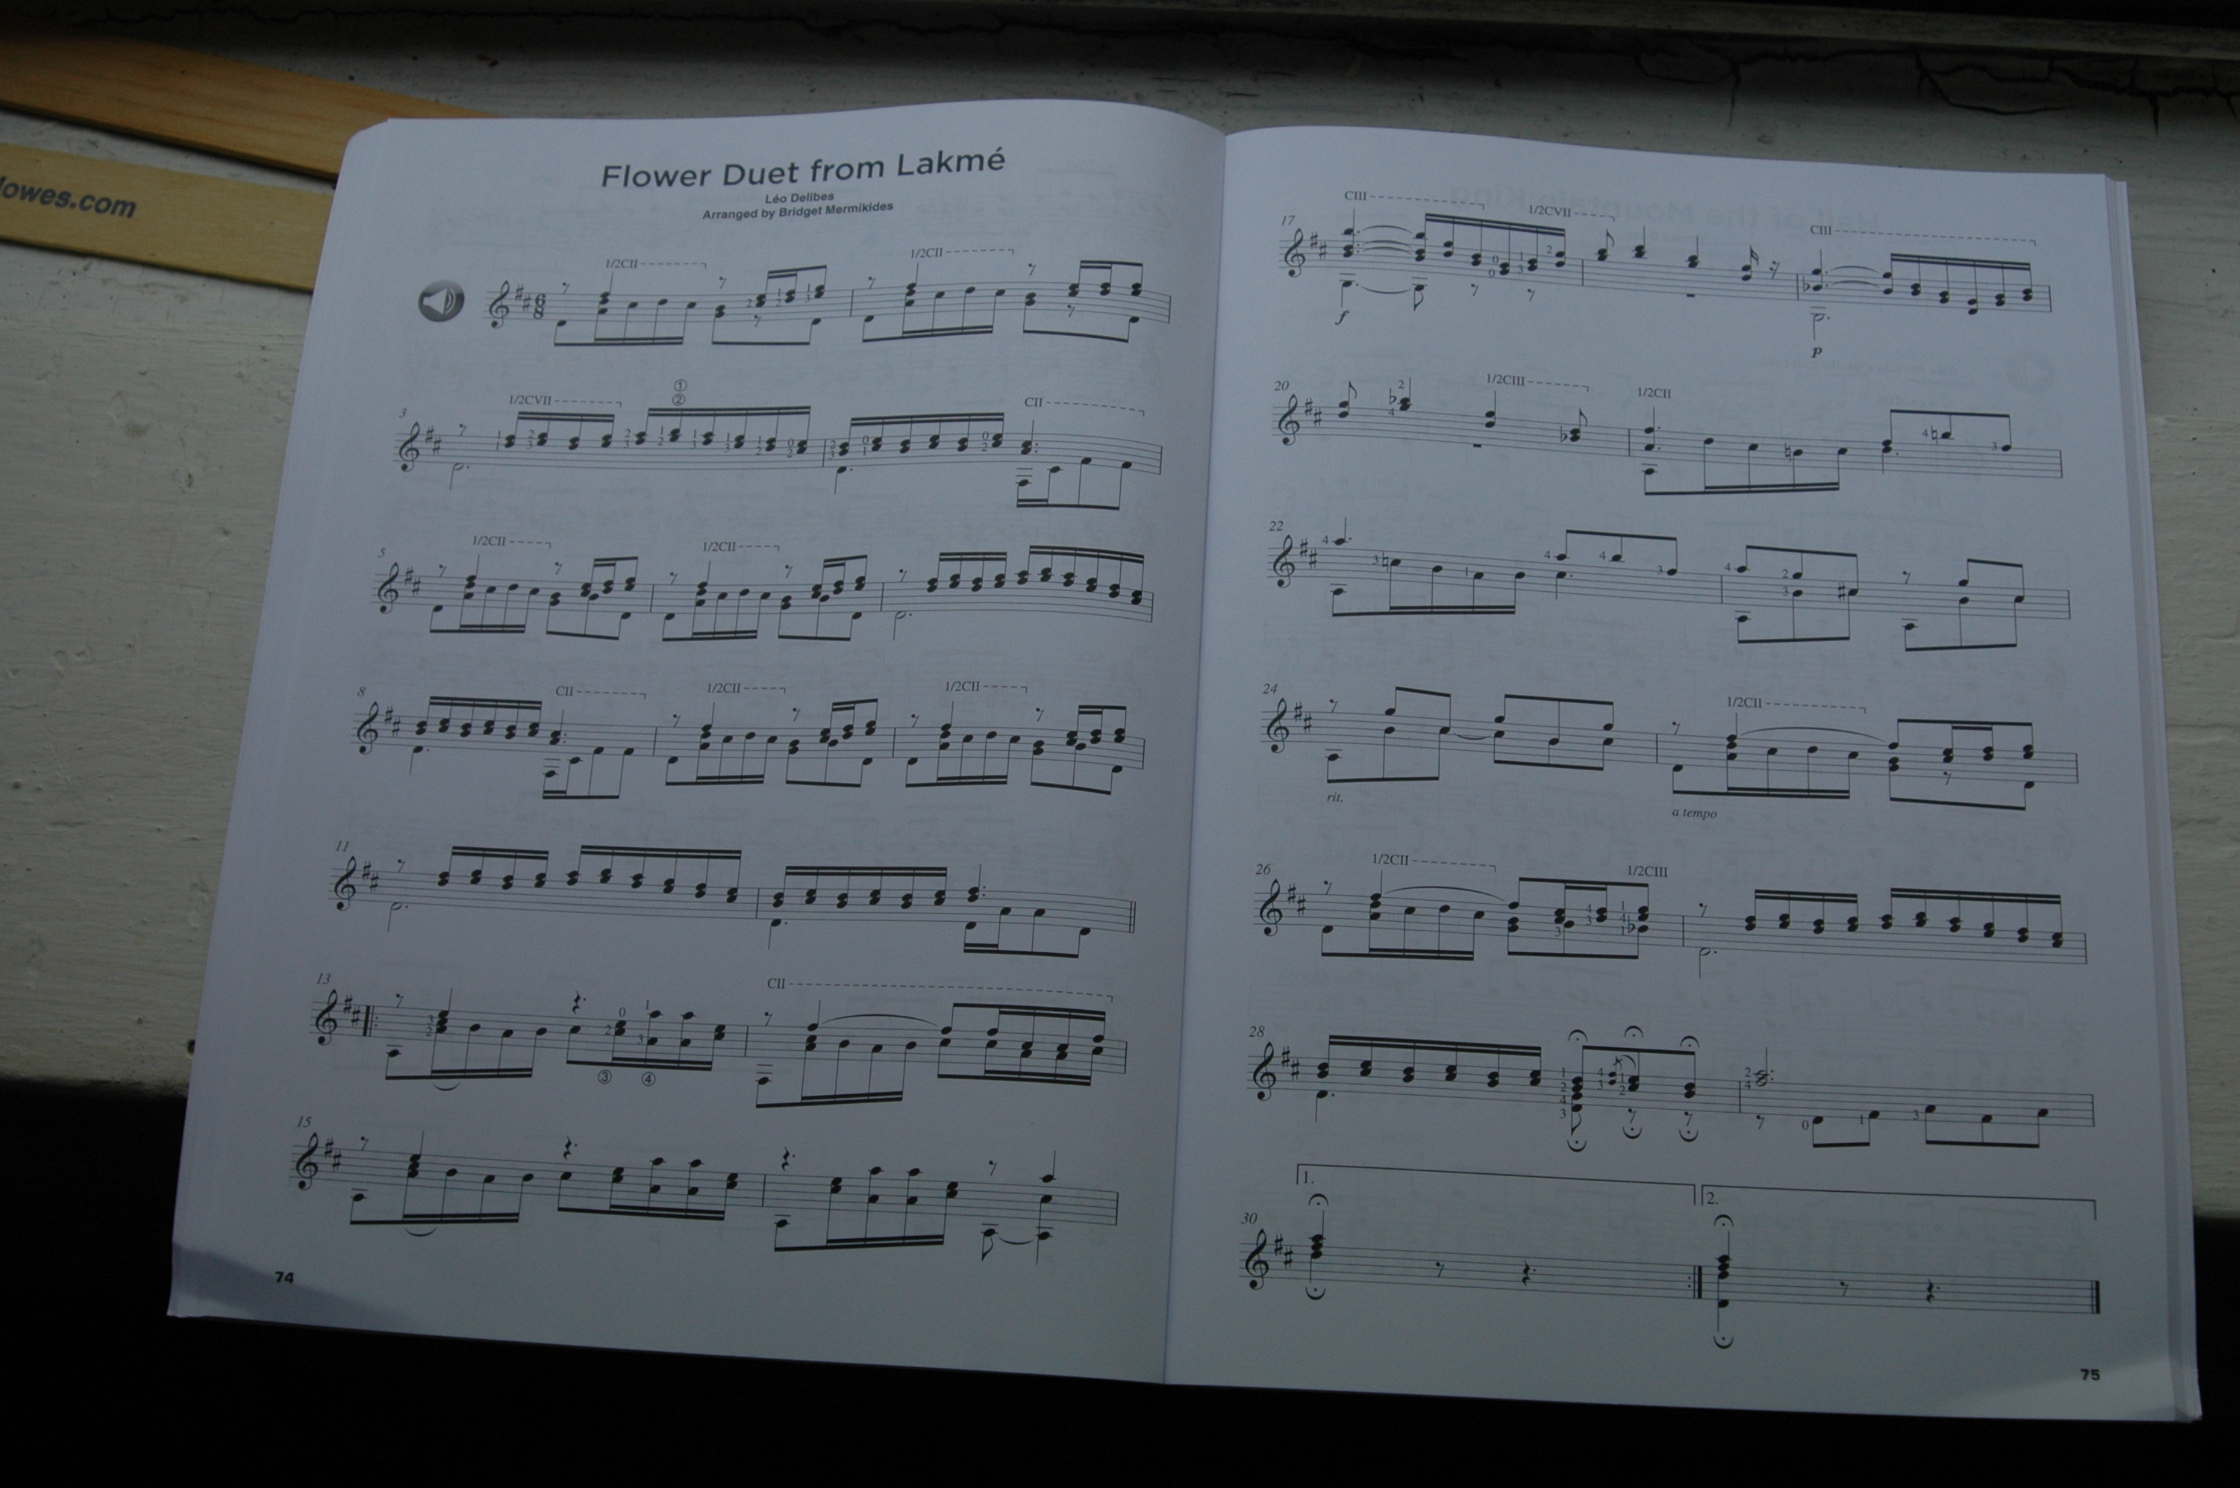 lowes.com
Flower Duet from Lakmé
Léo Delibes
Arranged by Bridget Mermikides
1/2CII 1/2CII
6
8
3 1/2CVII ① ② CII
5 1/2CII 1/2CII
8 CII 1/2CII 1/2CII
11
13 CII
③ ④
15
74
17 CIII 1/2CVII CIII
f p
20 1/2CIII 1/2CII
22
24 1/2CII
rit. a tempo
26 1/2CII 1/2CIII
28
1. 2.
30
75